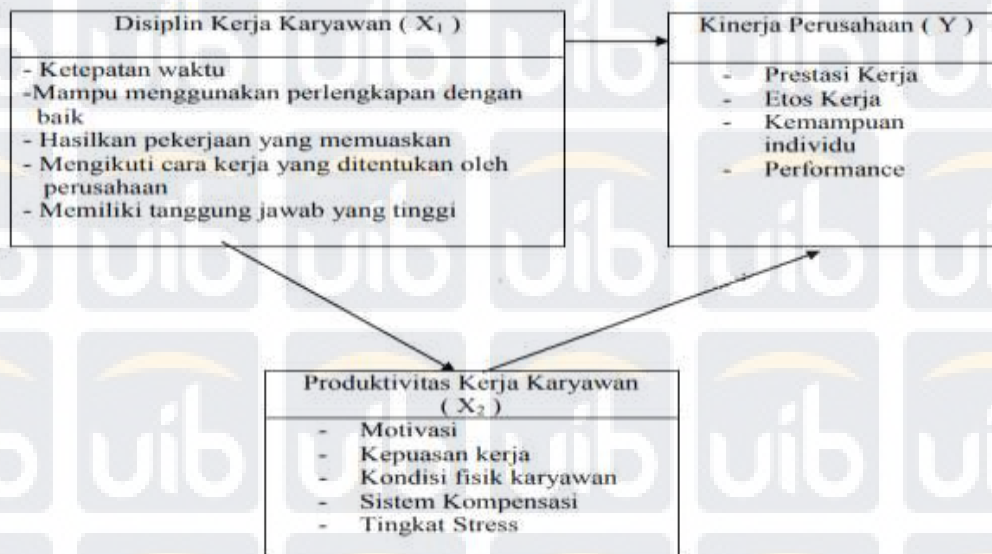 Disiplin Kerja Karyawan ( X₁ )
- Ketepatan waktu
-Mampu menggunakan perlengkapan dengan
baik
- Hasilkan pekerjaan yang memuaskan
- Mengikuti cara kerja yang ditentukan oleh
perusahaan
- Memiliki tanggung jawab yang tinggi
Kinerja Perusahaan ( Y )
- Prestasi Kerja
- Etos Kerja
- Kemampuan
individu
- Performance
Produktivitas Kerja Karyawan
( X₂ )
- Motivasi
- Kepuasan kerja
- Kondisi fisik karyawan
- Sistem Kompensasi
- Tingkat Stress
uib